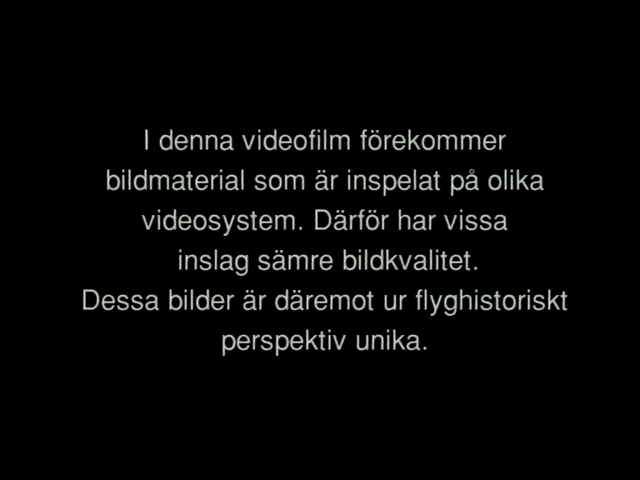 I denna videofilm förekommer
bildmaterial som är inspelat på olika
videosystem. Därför har vissa
inslag sämre bildkvalitet.
Dessa bilder är däremot ur flyghistoriskt
perspektiv unika.